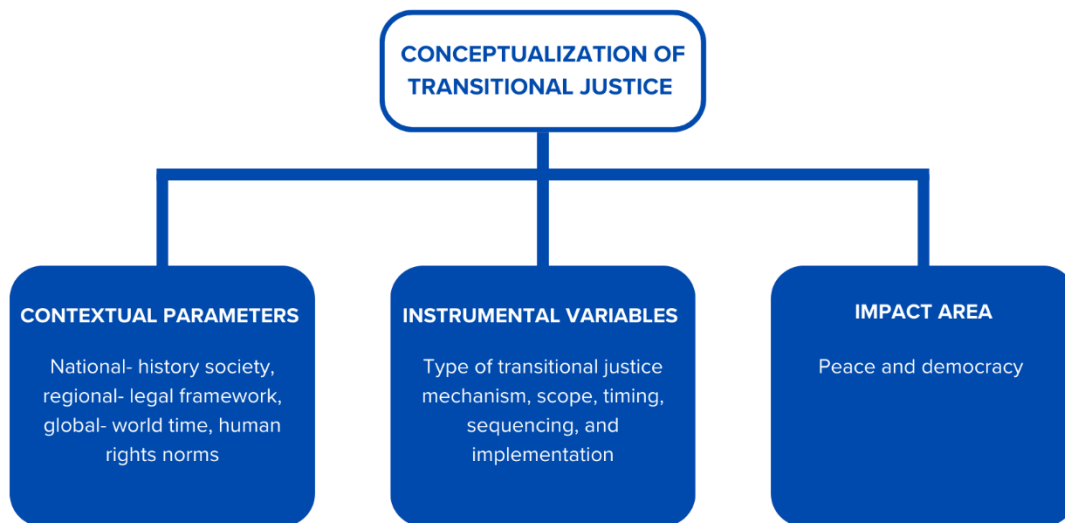 CONCEPTUALIZATION OF
TRANSITIONAL JUSTICE
CONTEXTUAL PARAMETERS
National- history society,
regional- legal framework,
global- world time, human
rights norms
INSTRUMENTAL VARIABLES
Type of transitional justice
mechanism, scope, timing,
sequencing, and
implementation
IMPACT AREA
Peace and democracy